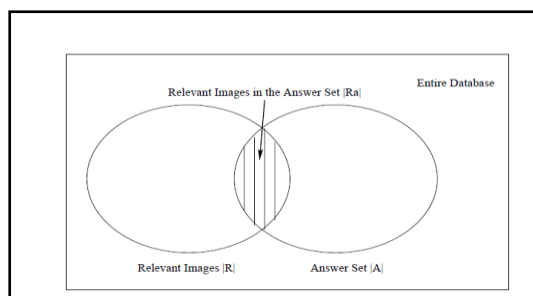 Entire Database
Relevant Images in the Answer Set |Ra|
Relevant Images |R|
Answer Set |A|